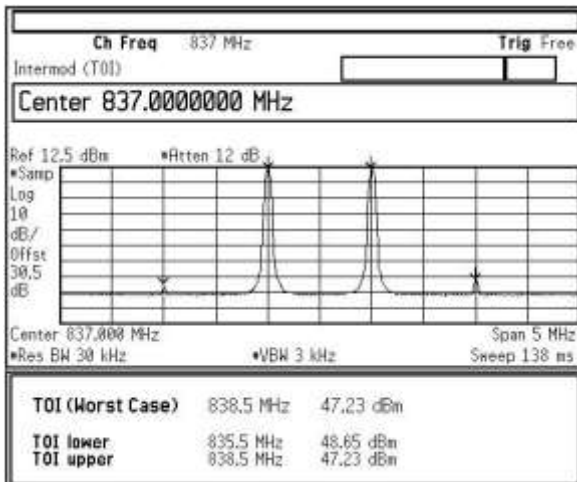 Ch Freq 837 MHz Trig Free
Intermod (TOI)
Center 837.0000000 MHz
Ref 12.5 dBm *Atten 12 dB
*Samp
Log
10
dB/
Offst
30.5
dB
Center 837.000 MHz Span 5 MHz
*Res BW 30 kHz *VBW 3 kHz Sweep 138 ms
TOI (Worst Case) 838.5 MHz 47.23 dBm
TOI lower 835.5 MHz 48.65 dBm
TOI upper 838.5 MHz 47.23 dBm